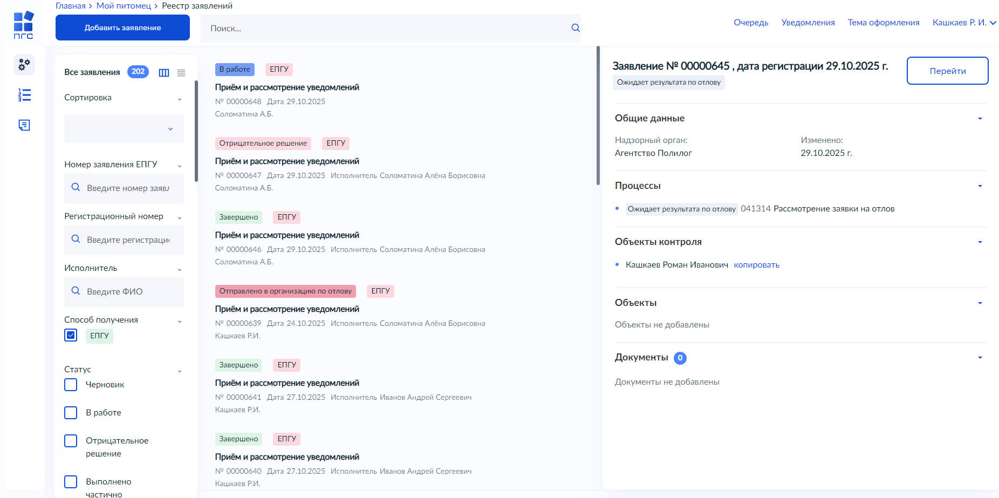 Главная > Мой питомец > Реестр заявлений
Добавить заявление
Поиск...
Очередь Уведомления Тема оформления Кашкаев Р. И.
ПГС
Все заявления 202
Сортировка
Номер заявления ЕПГУ
Введите номер заявл
Регистрационный номер
Введите регистраци
Исполнитель
Введите ФИО
Способ получения
ЕПГУ
Статус
Черновик
В работе
Отрицательное
решение
Выполнено
частично
В работе ЕПГУ
Приём и рассмотрение уведомлений
№ 00000648 Дата 29.10.2025
Соломатина А.Б.
Отрицательное решение ЕПГУ
Приём и рассмотрение уведомлений
№ 00000647 Дата 29.10.2025 Исполнитель Соломатина Алёна Борисовна
Соломатина А.Б.
Завершено ЕПГУ
Приём и рассмотрение уведомлений
№ 00000646 Дата 29.10.2025 Исполнитель Соломатина Алёна Борисовна
Соломатина А.Б.
Отправлено в организацию по отлову ЕПГУ
Приём и рассмотрение уведомлений
№ 00000639 Дата 24.10.2025 Исполнитель Соломатина Алёна Борисовна
Кашкаев Р.И.
Завершено ЕПГУ
Приём и рассмотрение уведомлений
№ 00000641 Дата 27.10.2025 Исполнитель Иванов Андрей Сергеевич
Кашкаев Р.И.
Завершено ЕПГУ
Приём и рассмотрение уведомлений
№ 00000640 Дата 27.10.2025 Исполнитель Иванов Андрей Сергеевич
Кашкаев Р.И.
Заявление № 00000645 , дата регистрации 29.10.2025 г.
Ожидает результата по отлову
Перейти
Общие данные
Надзорный орган: Изменено:
Агентство Полилог 29.10.2025 г.
Процессы
Ожидает результата по отлову 041314 Рассмотрение заявки на отлов
Объекты контроля
Кашкаев Роман Иванович копировать
Объекты
Объекты не добавлены
Документы 0
Документы не добавлены